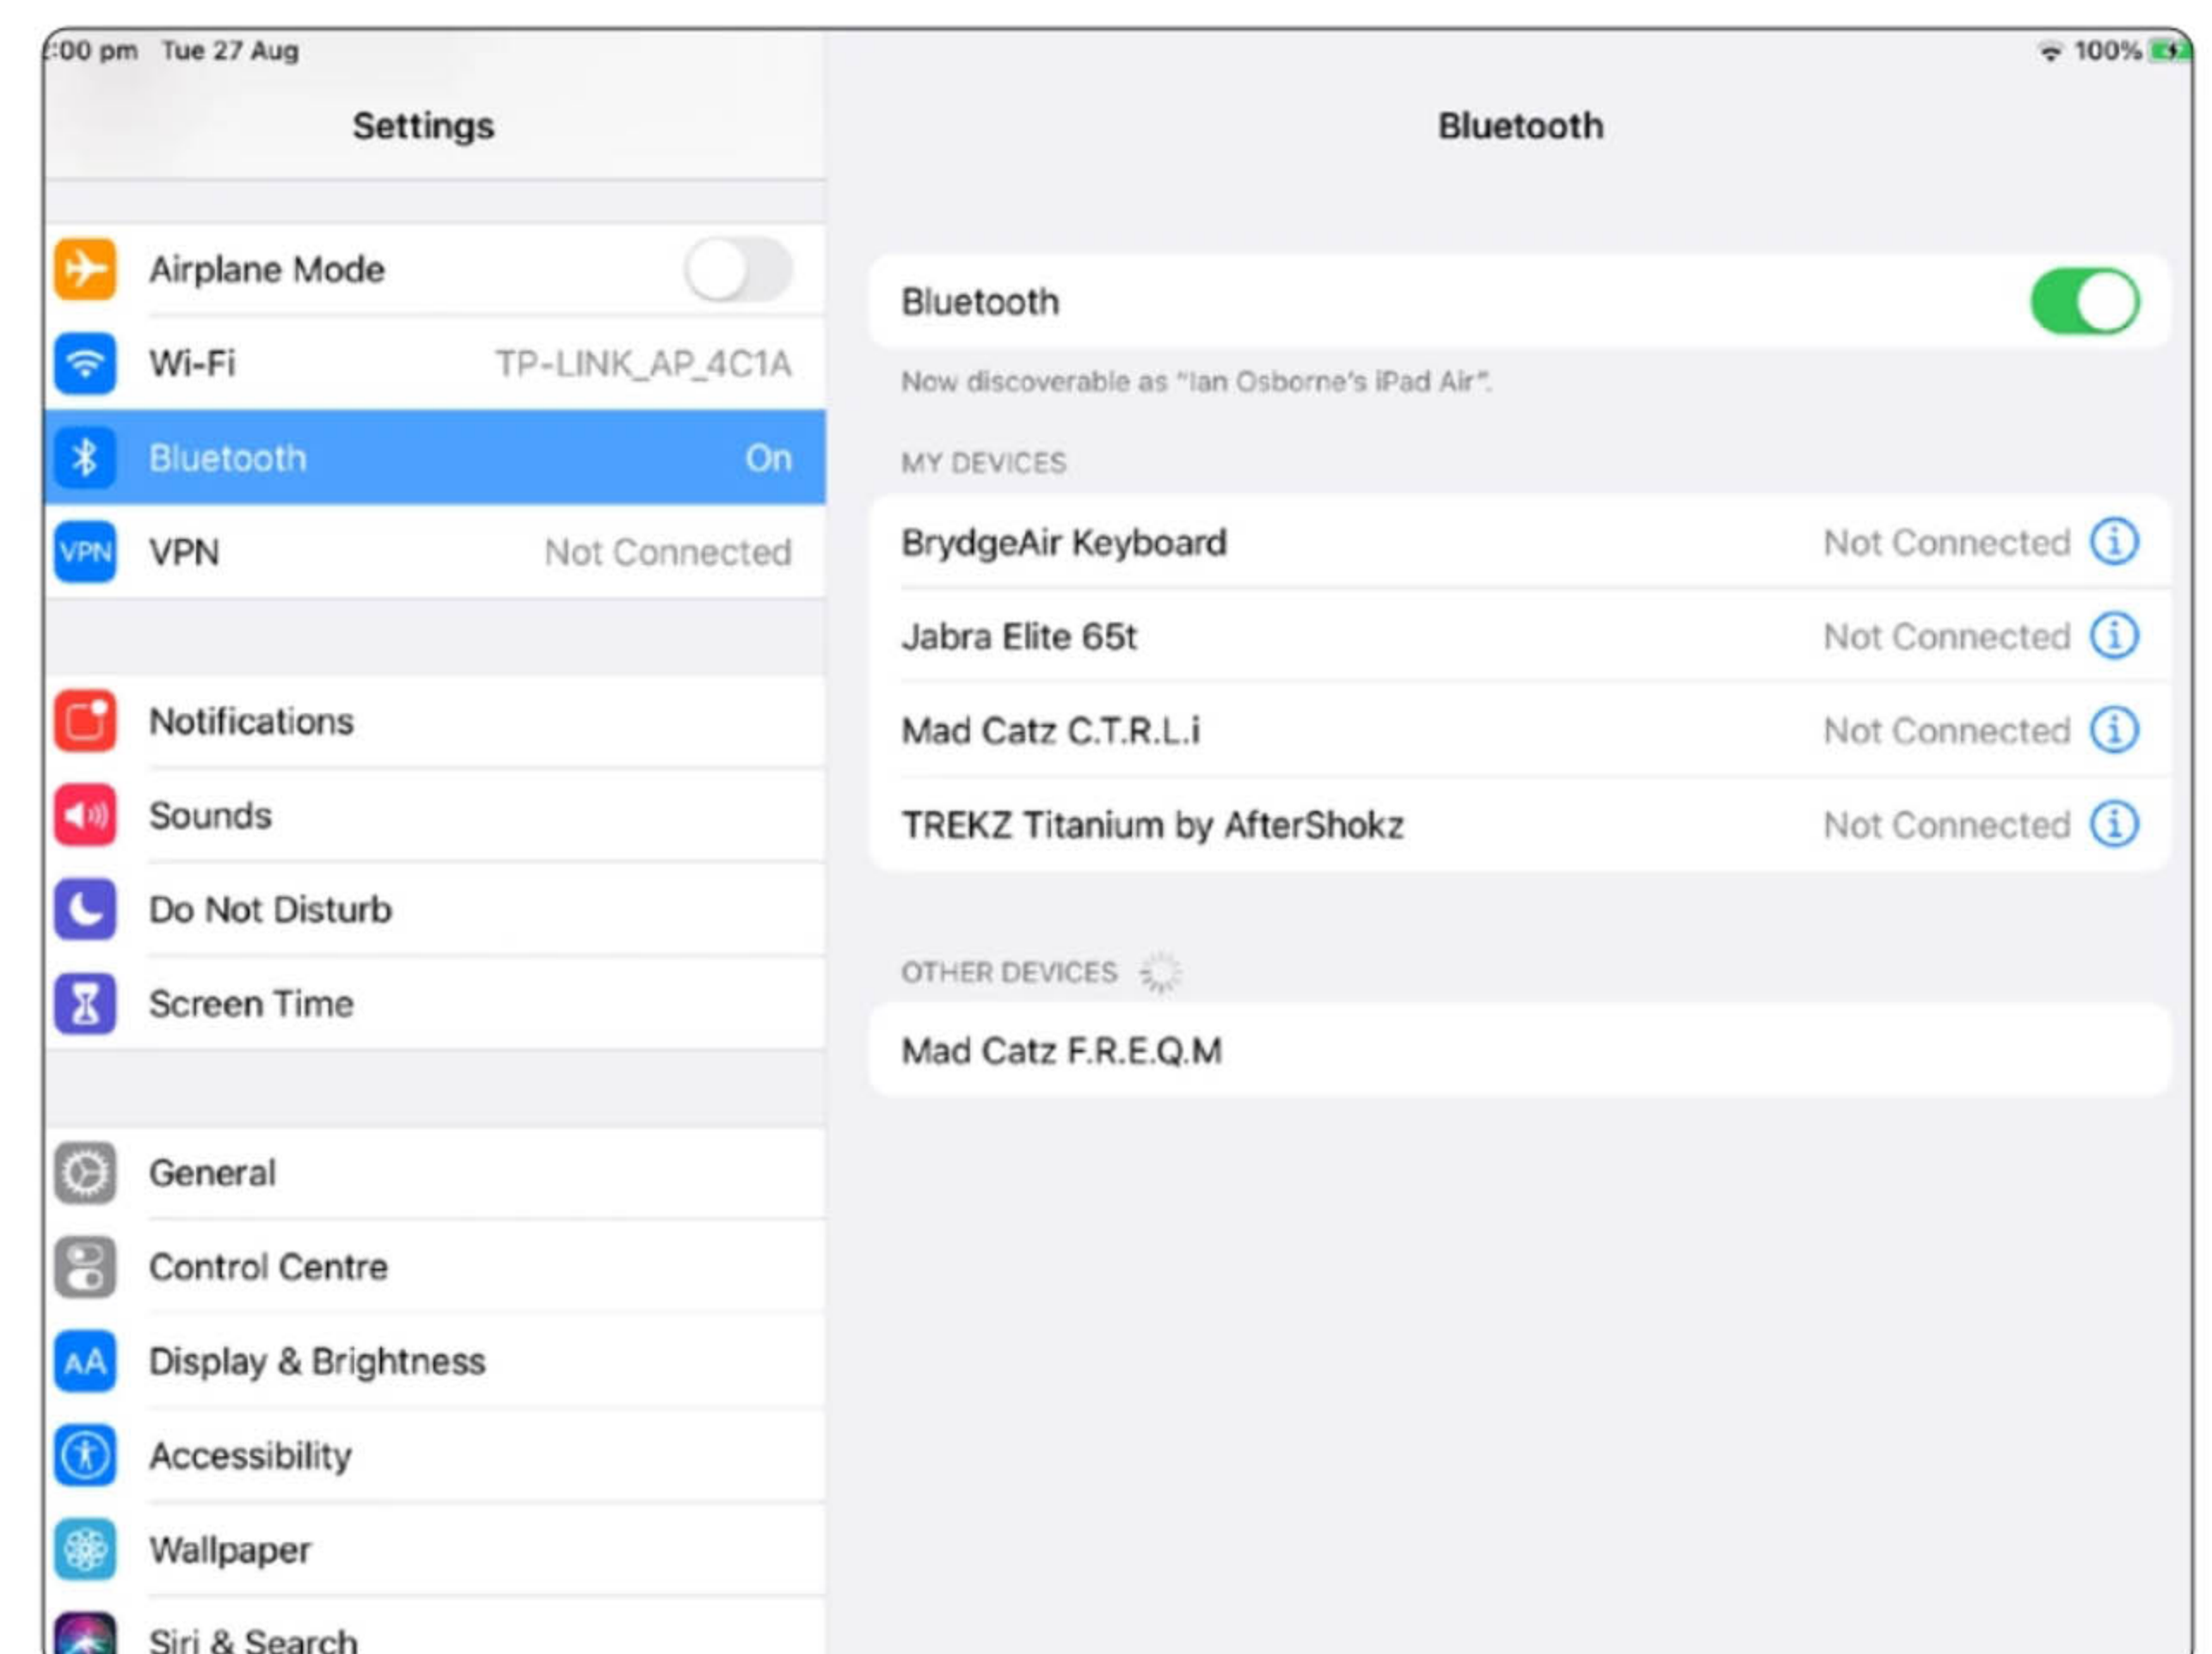 :00 pm Tue 27 Aug
100%
Settings
Airplane Mode
Wi-Fi TP-LINK_AP_4C1A
Bluetooth On
VPN VPN Not Connected
Notifications
Sounds
Do Not Disturb
Screen Time
General
Control Centre
AA Display & Brightness
Accessibility
Wallpaper
Siri & Search
Bluetooth
Bluetooth
Now discoverable as “Ian Osborne’s iPad Air”.
MY DEVICES
BrydgeAir Keyboard Not Connected i
Jabra Elite 65t Not Connected i
Mad Catz C.T.R.L.i Not Connected i
TREKZ Titanium by AfterShokz Not Connected i
OTHER DEVICES
Mad Catz F.R.E.Q.M